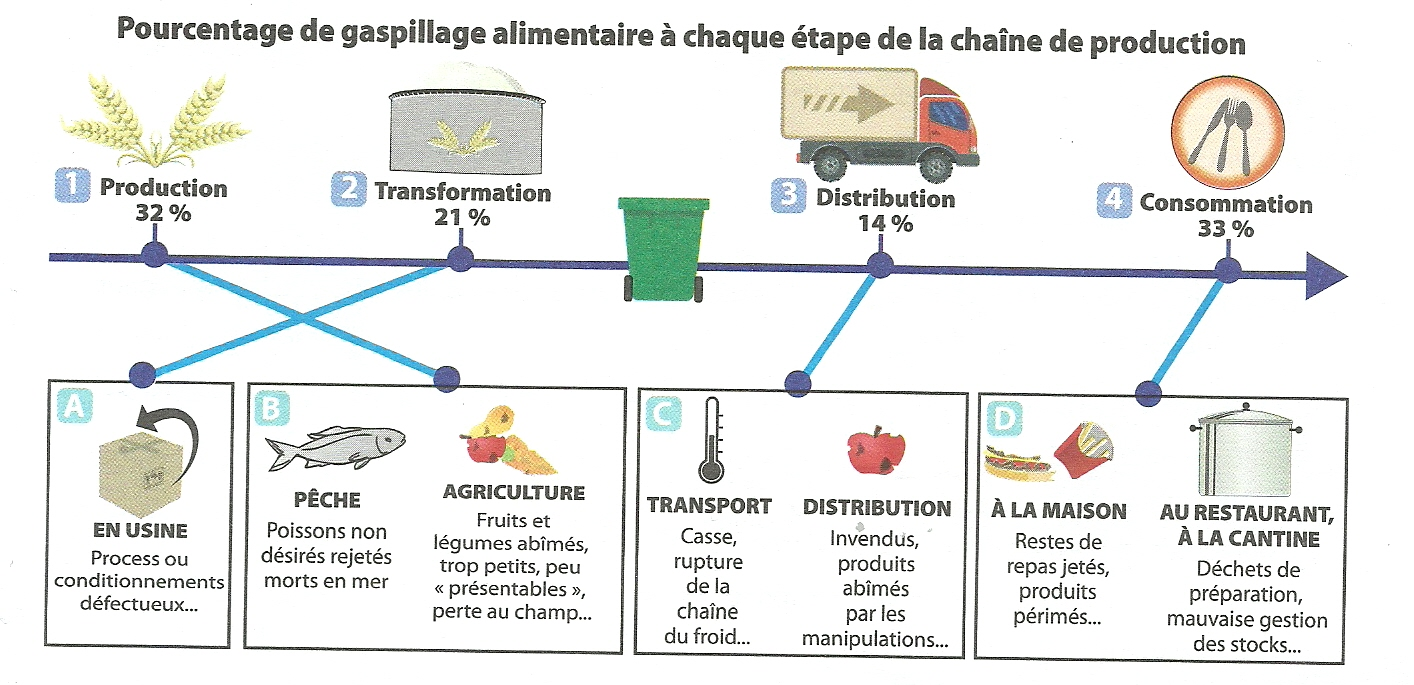 Pourcentage de gaspillage alimentaire à chaque étape de la chaîne de production
1 Production
32 %
2 Transformation
21 %
3 Distribution
14 %
4 Consommation
33 %
A
EN USINE
Process ou
conditionnements
défectueux...
B
PÊCHE
Poissons non
désirés rejetés
morts en mer
AGRICULTURE
Fruits et
légumes abîmés,
trop petits, peu
« présentables »,
perte au champ...
C
TRANSPORT
Casse,
rupture
de la
chaîne
du froid...
DISTRIBUTION
Invendus,
produits
abîmés
par les
manipulations...
D
À LA MAISON
Restes de
repas jetés,
produits
périmés...
AU RESTAURANT,
À LA CANTINE
Déchets de
préparation,
mauvaise gestion
des stocks...